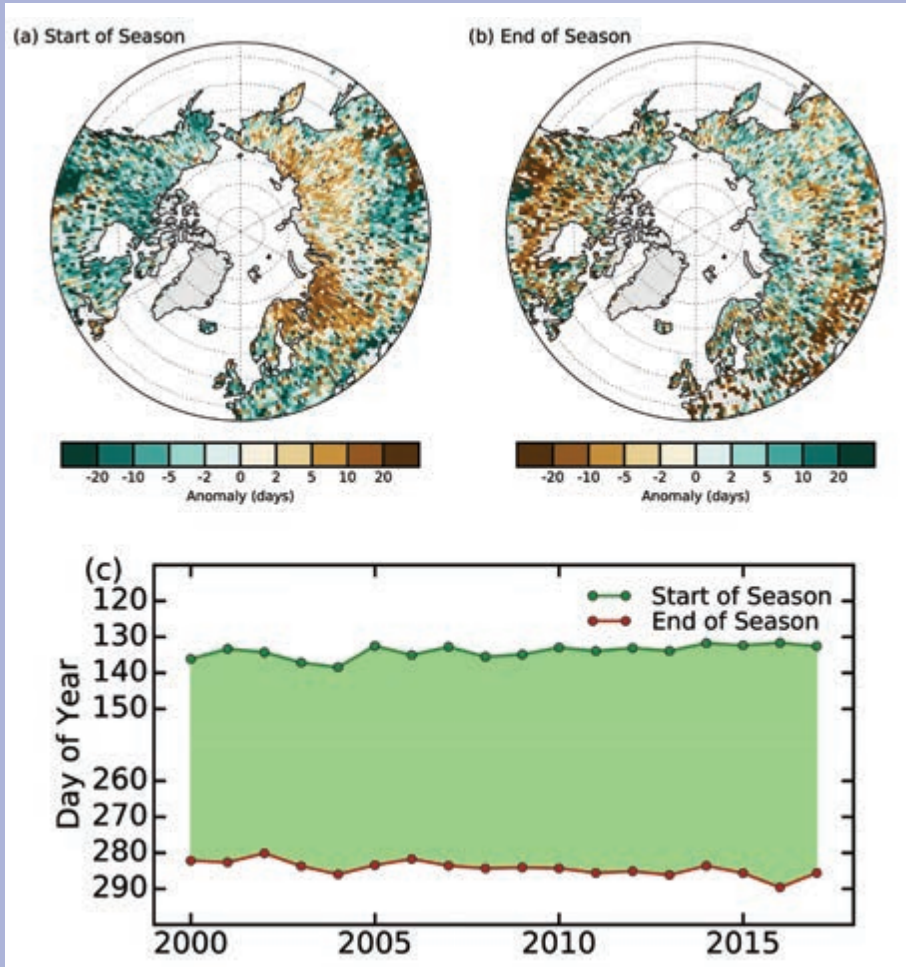 (a) Start of Season
(b) End of Season
-20 -10 -5 -2 0 2 5 10 20
Anomaly (days)
-20 -10 -5 -2 0 2 5 10 20
Anomaly (days)
(c)
Start of Season
End of Season
Day of Year
120
130
140
150
260
270
280
290
2000 2005 2010 2015